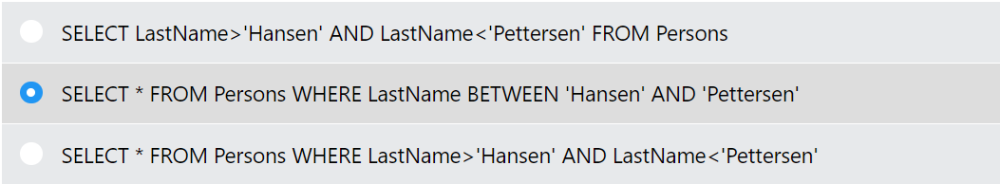 SELECT LastName>'Hansen' AND LastName<'Pettersen' FROM Persons
SELECT * FROM Persons WHERE LastName BETWEEN 'Hansen' AND 'Pettersen'
SELECT * FROM Persons WHERE LastName>'Hansen' AND LastName<'Pettersen'